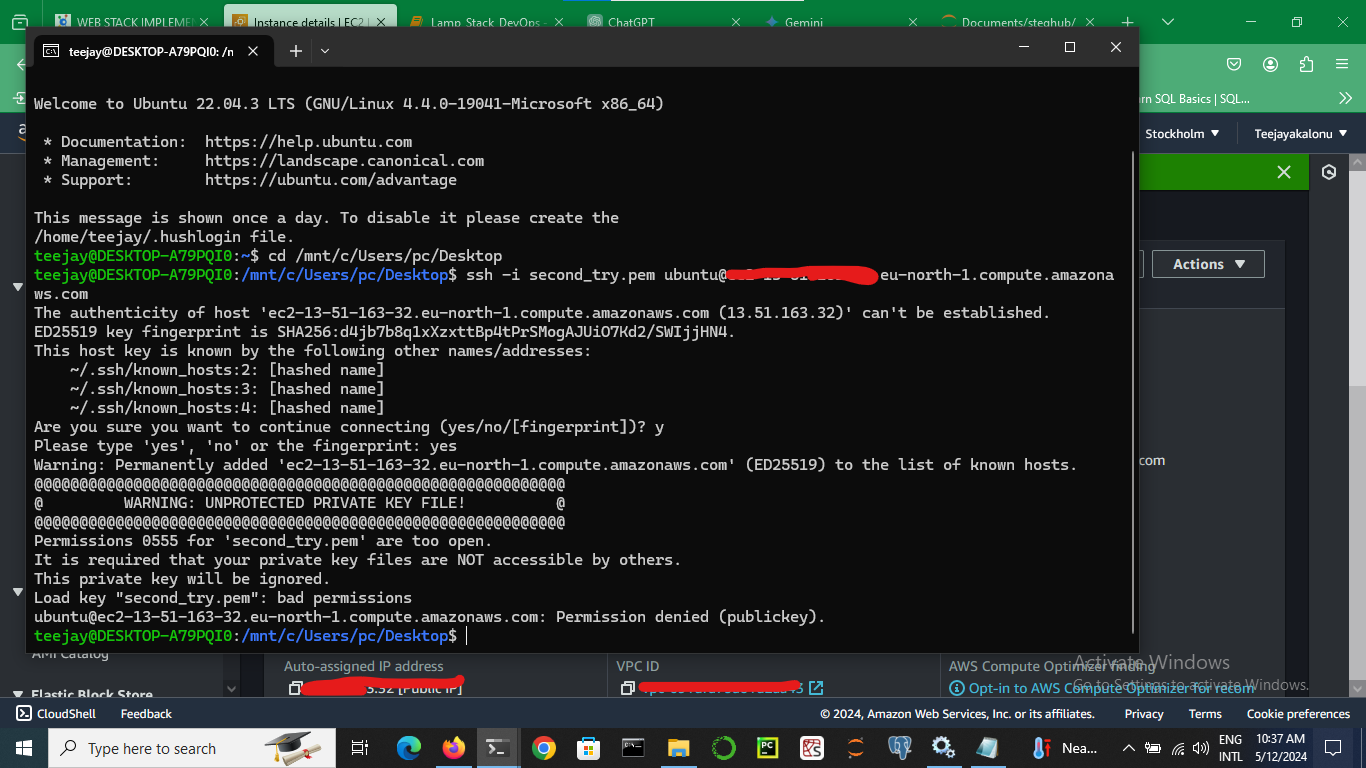 WEB STACK IMPLEMEN
Instance details | EC2 |
Lamp_Stack_DevOps -
ChatGPT
Gemini
Documents/steghub/
teejay@DESKTOP-A79PQI0: /n
rn SQL Basics | SQL...
Stockholm
Teejayakalonu
Actions
com
Welcome to Ubuntu 22.04.3 LTS (GNU/Linux 4.4.0-19041-Microsoft x86_64)
* Documentation: https://help.ubuntu.com
* Management: https://landscape.canonical.com
* Support: https://ubuntu.com/advantage
This message is shown once a day. To disable it please create the
/home/teejay/.hushlogin file.
teejay@DESKTOP-A79PQI0:~$ cd /mnt/c/Users/pc/Desktop
teejay@DESKTOP-A79PQI0:/mnt/c/Users/pc/Desktop$ ssh -i second_try.pem ubuntu@ eu-north-1.compute.amazona
ws.com
The authenticity of host 'ec2-13-51-163-32.eu-north-1.compute.amazonaws.com (13.51.163.32)' can't be established.
ED25519 key fingerprint is SHA256:d4jb7b8q1xXzxttBp4tPrSMogAJUiO7Kd2/SWIjjHN4.
This host key is known by the following other names/addresses:
~/.ssh/known_hosts:2: [hashed name]
~/.ssh/known_hosts:3: [hashed name]
~/.ssh/known_hosts:4: [hashed name]
Are you sure you want to continue connecting (yes/no/[fingerprint])? y
Please type 'yes', 'no' or the fingerprint: yes
Warning: Permanently added 'ec2-13-51-163-32.eu-north-1.compute.amazonaws.com' (ED25519) to the list of known hosts.
@@@@@@@@@@@@@@@@@@@@@@@@@@@@@@@@@@@@@@@@@@@@@@@@@@@@@@@@@@@
@ WARNING: UNPROTECTED PRIVATE KEY FILE! @
@@@@@@@@@@@@@@@@@@@@@@@@@@@@@@@@@@@@@@@@@@@@@@@@@@@@@@@@@@@
Permissions 0555 for 'second_try.pem' are too open.
It is required that your private key files are NOT accessible by others.
This private key will be ignored.
Load key "second_try.pem": bad permissions
ubuntu@ec2-13-51-163-32.eu-north-1.compute.amazonaws.com: Permission denied (publickey).
teejay@DESKTOP-A79PQI0:/mnt/c/Users/pc/Desktop$
AMI Catalog
Elastic Block Store
Auto-assigned IP address
[Public IP]
VPC ID
AWS Compute Optimizer finding
Opt-in to AWS Compute Optimizer for recom
Activate Windows
Go to Settings to activate Windows.
CloudShell
Feedback
© 2024, Amazon Web Services, Inc. or its affiliates.
Privacy
Terms
Cookie preferences
Type here to search
PC
Nea...
ENG
INTL
10:37 AM
5/12/2024